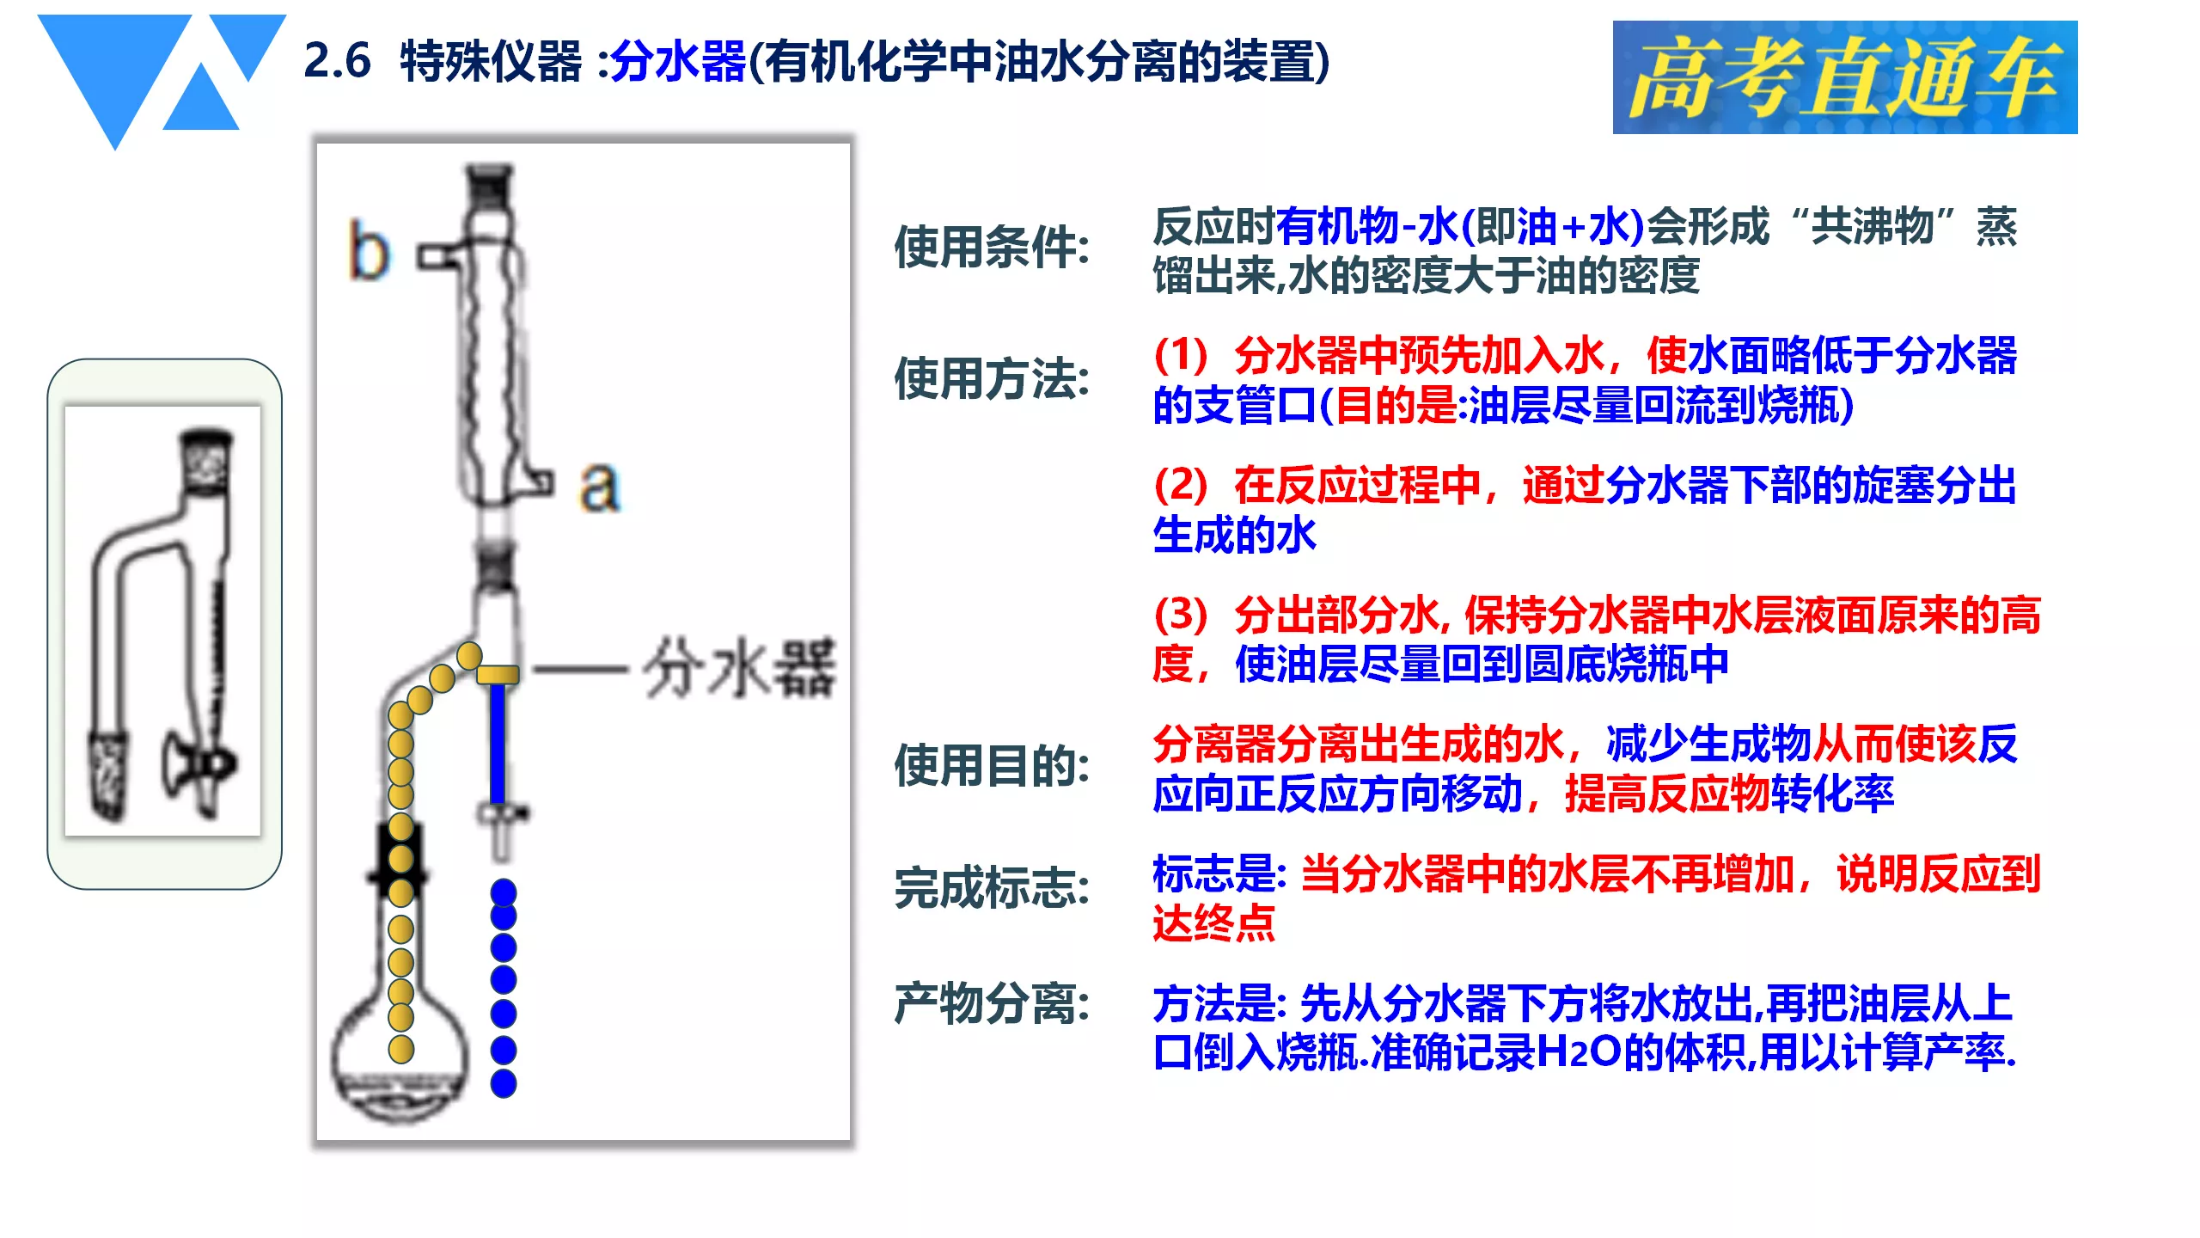 2.6 特殊仪器 :分水器(有机化学中油水分离的装置)
高考直通车
b
a
分水器
使用条件:
反应时有机物-水(即油+水)会形成“共沸物”蒸
馏出来,水的密度大于油的密度
使用方法:
(1) 分水器中预先加入水，使水面略低于分水器
的支管口(目的是:油层尽量回流到烧瓶)
(2) 在反应过程中，通过分水器下部的旋塞分出
生成的水
(3) 分出部分水, 保持分水器中水层液面原来的高
度，使油层尽量回到圆底烧瓶中
使用目的:
分离器分离出生成的水，减少生成物从而使该反
应向正反应方向移动，提高反应物转化率
完成标志:
标志是: 当分水器中的水层不再增加，说明反应到
达终点
产物分离:
方法是: 先从分水器下方将水放出,再把油层从上
口倒入烧瓶.准确记录H2O的体积,用以计算产率.